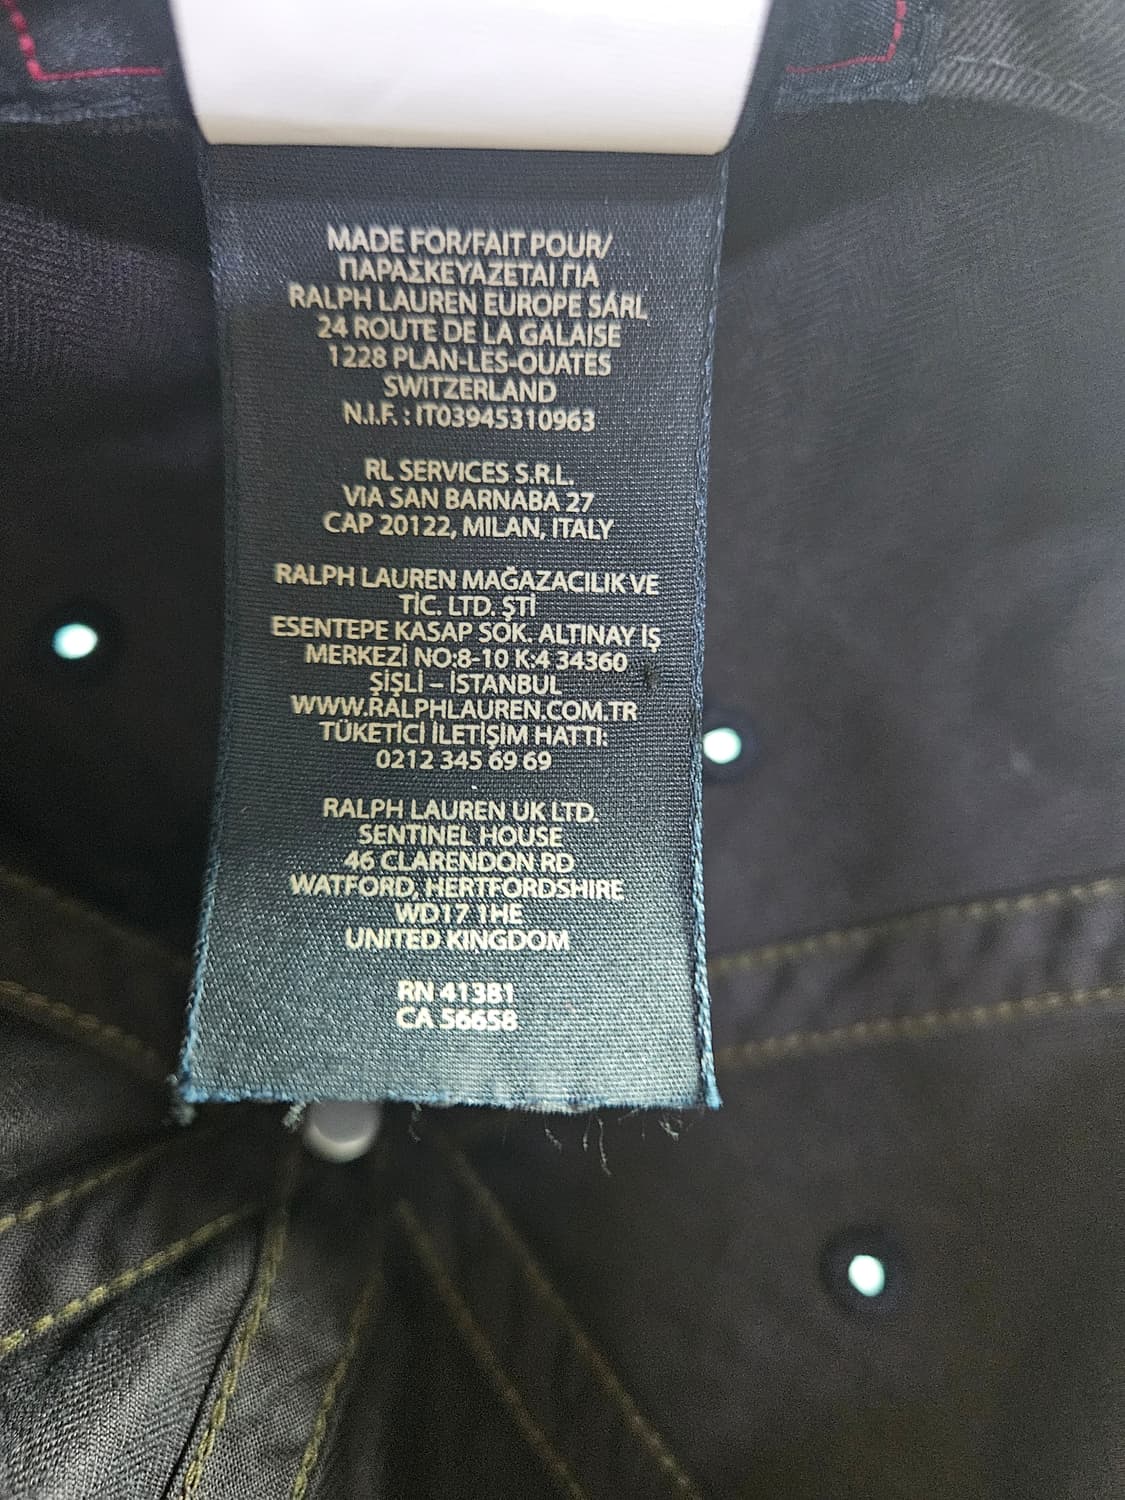 MADE FOR/FAIT POUR/
ΠΑΡΑΣΚΕΥΑΖΕΤΑΙ ΓΙΑ
RALPH LAUREN EUROPE SARL
24 ROUTE DE LA GALAISE
1228 PLAN-LES-OUATES
SWITZERLAND
N.I.F. : IT03945310963
RL SERVICES S.R.L.
VIA SAN BARNABA 27
CAP 20122, MILAN, ITALY
RALPH LAUREN MAĞAZACILIK VE
TİC. LTD. ŞTİ
ESENTEPE KASAP SOK. ALTINAY İŞ
MERKEZİ NO:8-10 K:4 34360
ŞİŞLİ – İSTANBUL
WWW.RALPHLAUREN.COM.TR
TÜKETİCİ İLETİŞİM HATTI:
0212 345 69 69
RALPH LAUREN UK LTD.
SENTINEL HOUSE
46 CLARENDON RD
WATFORD, HERTFORDSHIRE
WD17 1HE
UNITED KINGDOM
RN 41381
CA 56658